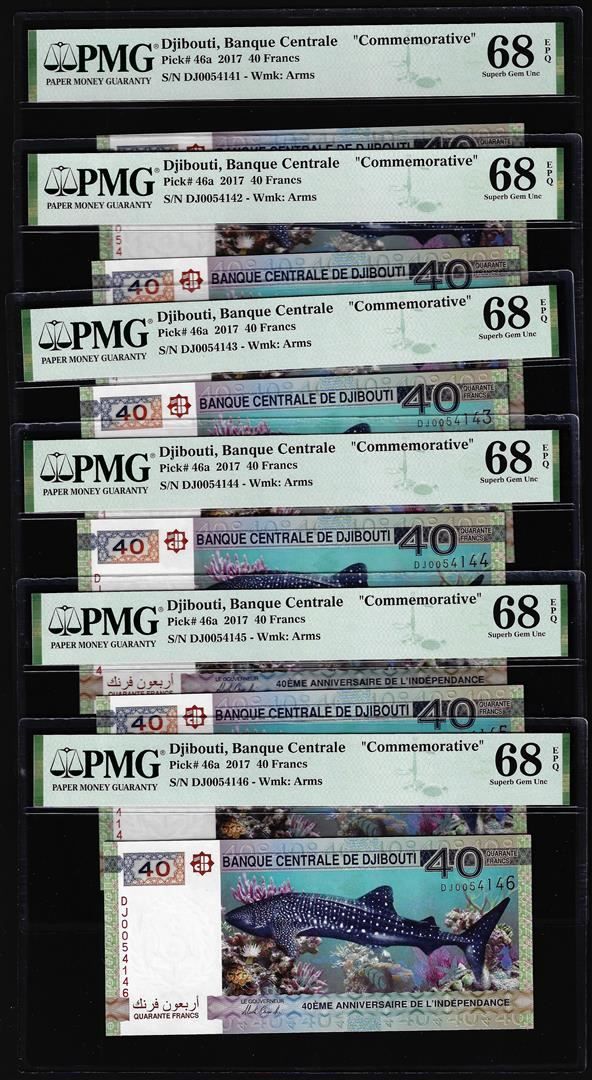 PMG® Djibouti, Banque Centrale "Commemorative" 68 EPQ
Pick# 46a 2017 40 Francs
PAPER MONEY GUARANTY S/N DJ0054141 - Wmk: Arms Superb Gem Unc
PMG® Djibouti, Banque Centrale "Commemorative" 68 EPQ
Pick# 46a 2017 40 Francs
PAPER MONEY GUARANTY S/N DJ0054142 - Wmk: Arms Superb Gem Unc
40 BANQUE CENTRALE DE DJIBOUTI 40 QUARANTE
PMG® Djibouti, Banque Centrale "Commemorative" 68 EPQ
Pick# 46a 2017 40 Francs
PAPER MONEY GUARANTY S/N DJ0054143 - Wmk: Arms Superb Gem Unc
40 BANQUE CENTRALE DE DJIBOUTI 40 QUARANTE FRANCS
DJ0054143
PMG® Djibouti, Banque Centrale "Commemorative" 68 EPQ
Pick# 46a 2017 40 Francs
PAPER MONEY GUARANTY S/N DJ0054144 - Wmk: Arms Superb Gem Unc
40 BANQUE CENTRALE DE DJIBOUTI 40 QUARANTE FRANCS
DJ0054144
PMG® Djibouti, Banque Centrale "Commemorative" 68 EPQ
Pick# 46a 2017 40 Francs
PAPER MONEY GUARANTY S/N DJ0054145 - Wmk: Arms Superb Gem Unc
أربعون فرنك LE GOUVERNEUR 40ÈME ANNIVERSAIRE DE L'INDÉPENDANCE
QUARANTE FRANCS
40 BANQUE CENTRALE DE DJIBOUTI 40 QUARANTE FRANCS
PMG® Djibouti, Banque Centrale "Commemorative" 68 EPQ
Pick# 46a 2017 40 Francs
PAPER MONEY GUARANTY S/N DJ0054146 - Wmk: Arms Superb Gem Unc
40 BANQUE CENTRALE DE DJIBOUTI 40 QUARANTE FRANCS
DJ0054146
DJ0054146
أربعون فرنك LE GOUVERNEUR 40ÈME ANNIVERSAIRE DE L'INDÉPENDANCE
QUARANTE FRANCS